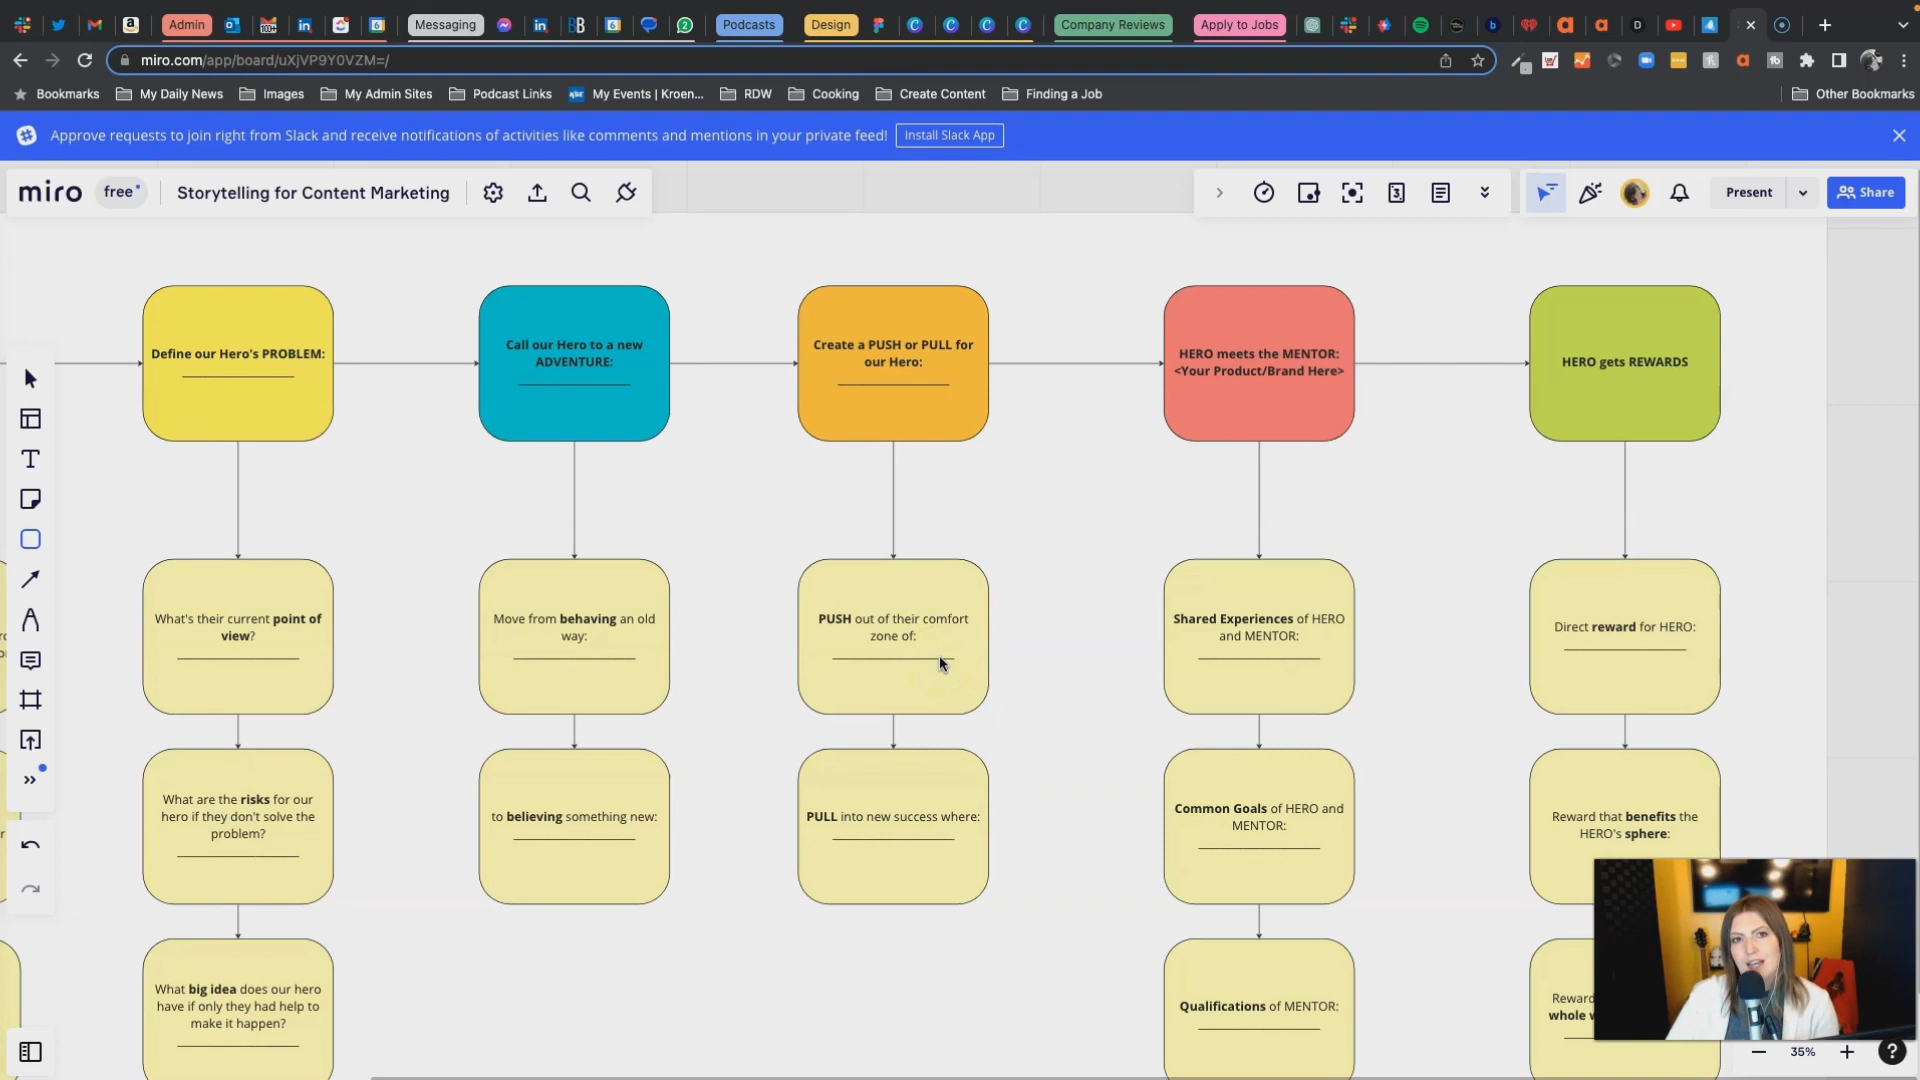 Admin
Messaging
Podcasts
Design
Company Reviews
Apply to Jobs
miro.com/app/board/uXjVP9Y0VZM=/
Bookmarks
My Daily News
Images
My Admin Sites
Podcast Links
My Events | Kroen...
RDW
Cooking
Create Content
Finding a Job
Other Bookmarks
Approve requests to join right from Slack and receive notifications of activities like comments and mentions in your private feed!
Install Slack App
miro
free
Storytelling for Content Marketing
Present
Share
Define our Hero's PROBLEM:
Call our Hero to a new
ADVENTURE:
Create a PUSH or PULL for
our Hero:
HERO meets the MENTOR:
<Your Product/Brand Here>
HERO gets REWARDS
What's their current point of
view?
Move from behaving an old
way:
PUSH out of their comfort
zone of:
Shared Experiences of HERO
and MENTOR:
Direct reward for HERO:
What are the risks for our
hero if they don't solve the
problem?
to believing something new:
PULL into new success where:
Common Goals of HERO and
MENTOR:
Reward that benefits the
HERO's sphere:
What big idea does our hero
have if only they had help to
make it happen?
Qualifications of MENTOR:
Reward
whole
35%